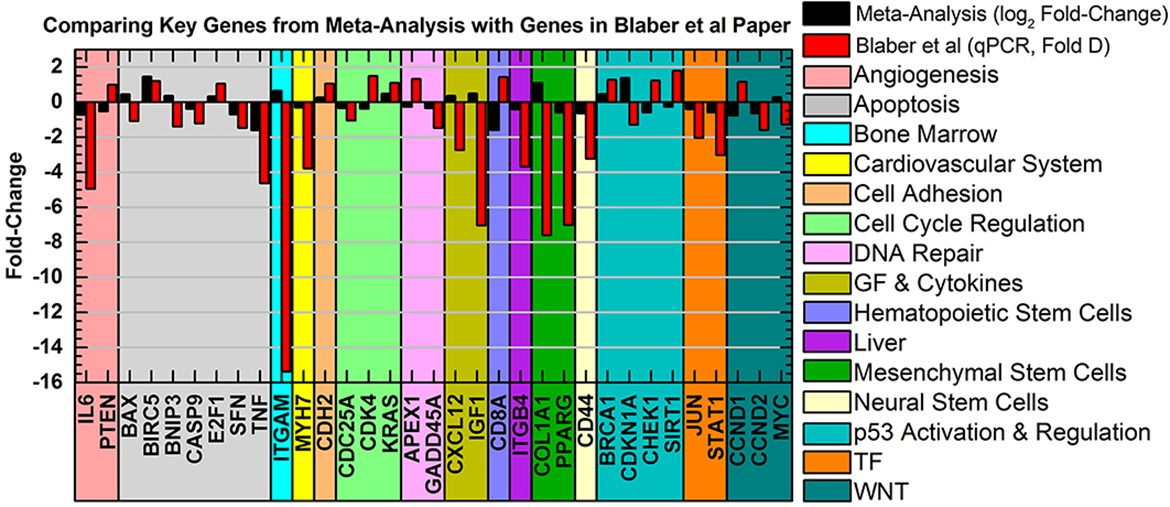 Comparing Key Genes from Meta-Analysis with Genes in Blaber et al Paper
Meta-Analysis (log2 Fold-Change)
Blaber et al (qPCR, Fold D)
Angiogenesis
Apoptosis
Bone Marrow
Cardiovascular System
Cell Adhesion
Cell Cycle Regulation
DNA Repair
GF & Cytokines
Hematopoietic Stem Cells
Liver
Mesenchymal Stem Cells
Neural Stem Cells
p53 Activation & Regulation
TF
WNT
Fold-Change
2
0
-2
-4
-6
-8
-10
-12
-14
-16
IL6
PTEN
BAX
BIRC5
BNIP3
CASP9
E2F1
SFN
TNF
ITGAM
MYH7
CDH2
CDC25A
CDK4
KRAS
APEX1
GADD45A
CXCL12
IGF1
CD8A
ITGB4
COL1A1
PPARG
CD44
BRCA1
CDKN1A
CHEK1
SIRT1
JUN
STAT1
CCND1
CCND2
MYC